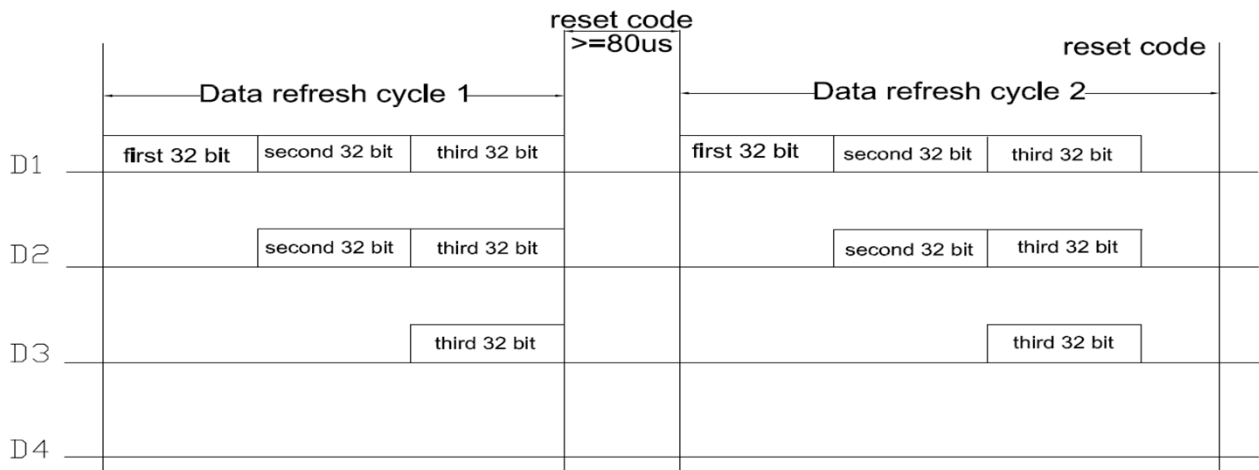 reset code
>=80us
reset code
Data refresh cycle 1
Data refresh cycle 2
D1 first 32 bit second 32 bit third 32 bit first 32 bit second 32 bit third 32 bit
D2 second 32 bit third 32 bit second 32 bit third 32 bit
D3 third 32 bit third 32 bit
D4